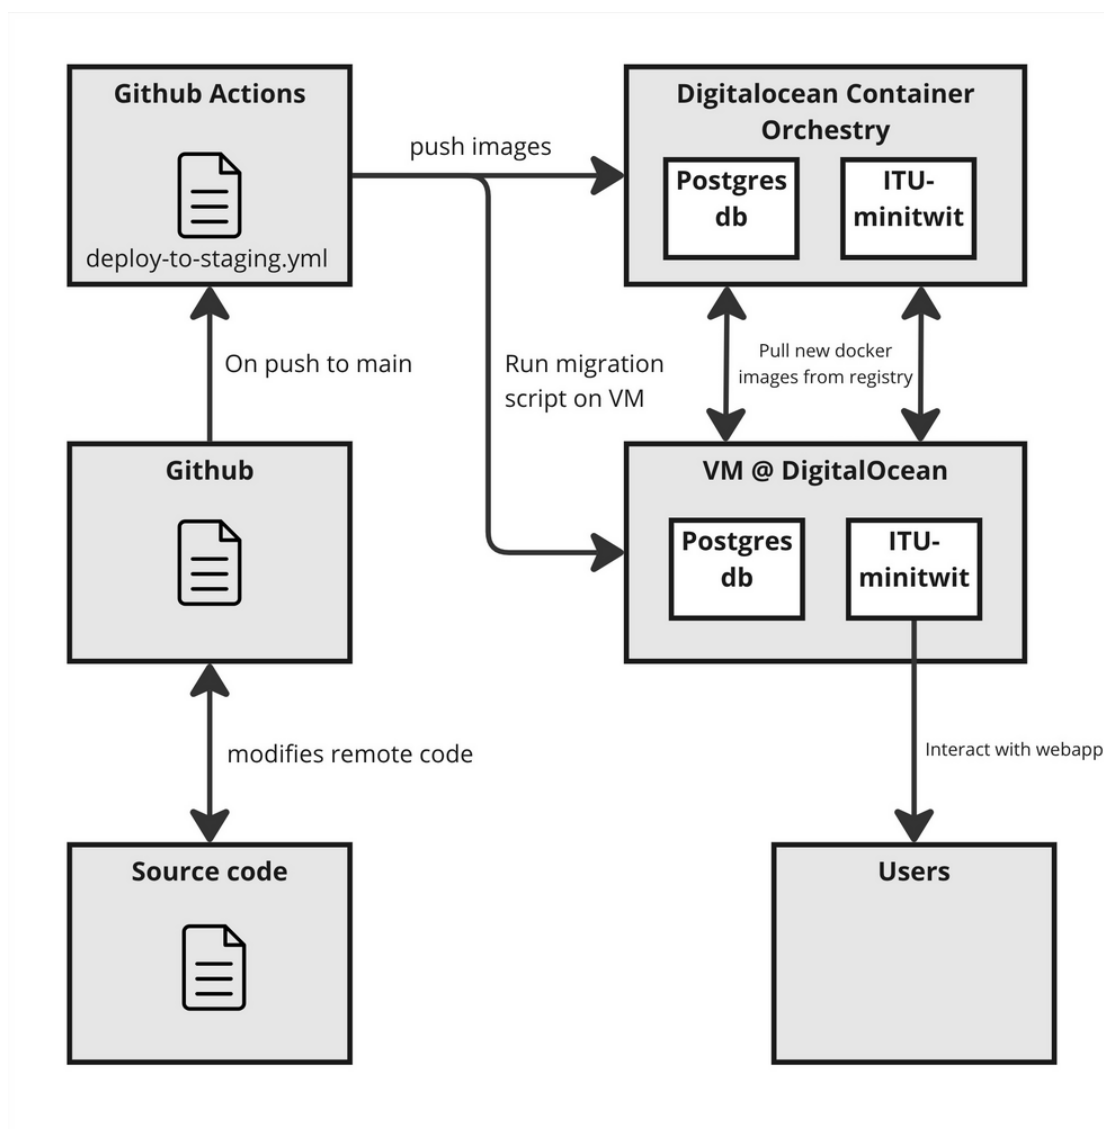 Github Actions
deploy-to-staging.yml
push images
Digitalocean Container
Orchestry
Postgres
db
ITU-
minitwit
On push to main
Run migration
script on VM
Pull new docker
images from registry
Github
VM @ DigitalOcean
Postgres
db
ITU-
minitwit
modifies remote code
Interact with webapp
Source code
Users